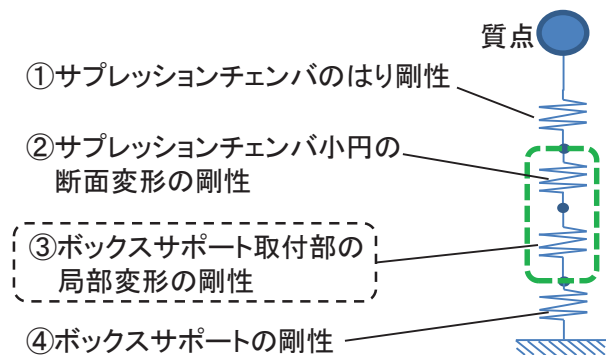 質点
①サプレッションチェンバのはり剛性
②サプレッションチェンバ小円の
断面変形の剛性
③ボックスサポート取付部の
局部変形の剛性
④ボックスサポートの剛性